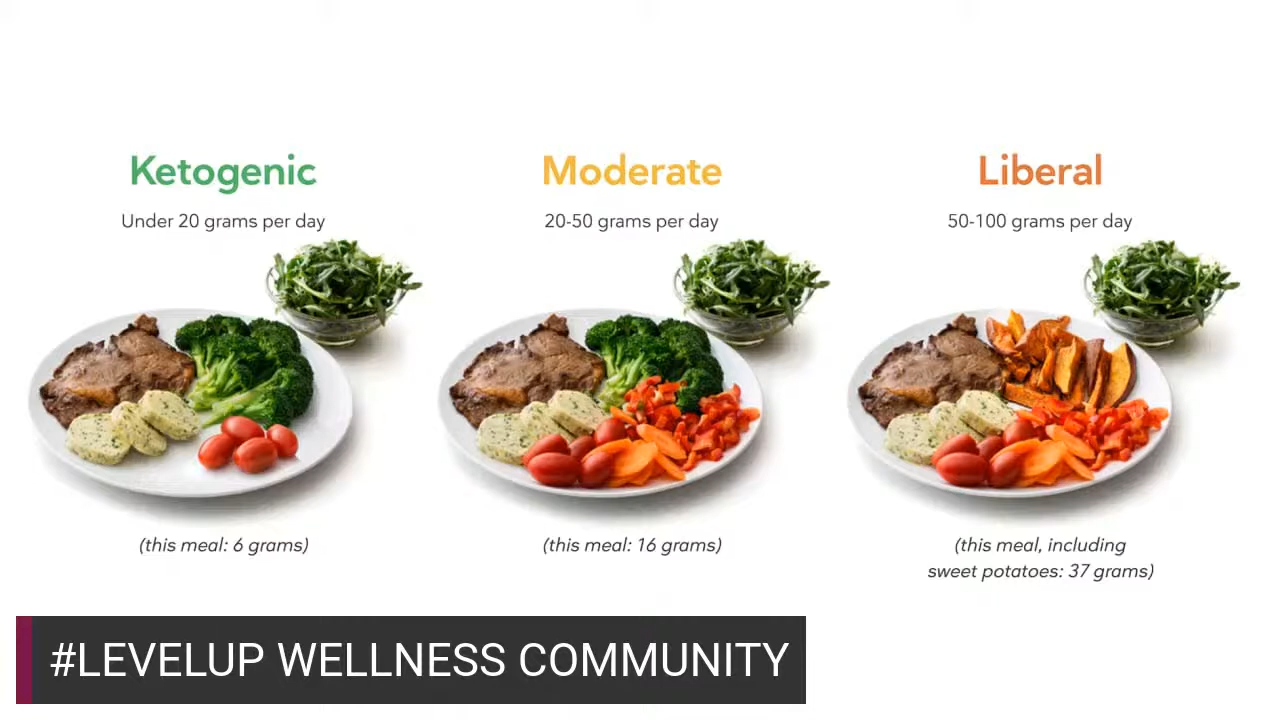 Ketogenic
Under 20 grams per day
(this meal: 6 grams)
Moderate
20-50 grams per day
(this meal: 16 grams)
Liberal
50-100 grams per day
(this meal, including
sweet potatoes: 37 grams)
#LEVELUP WELLNESS COMMUNITY